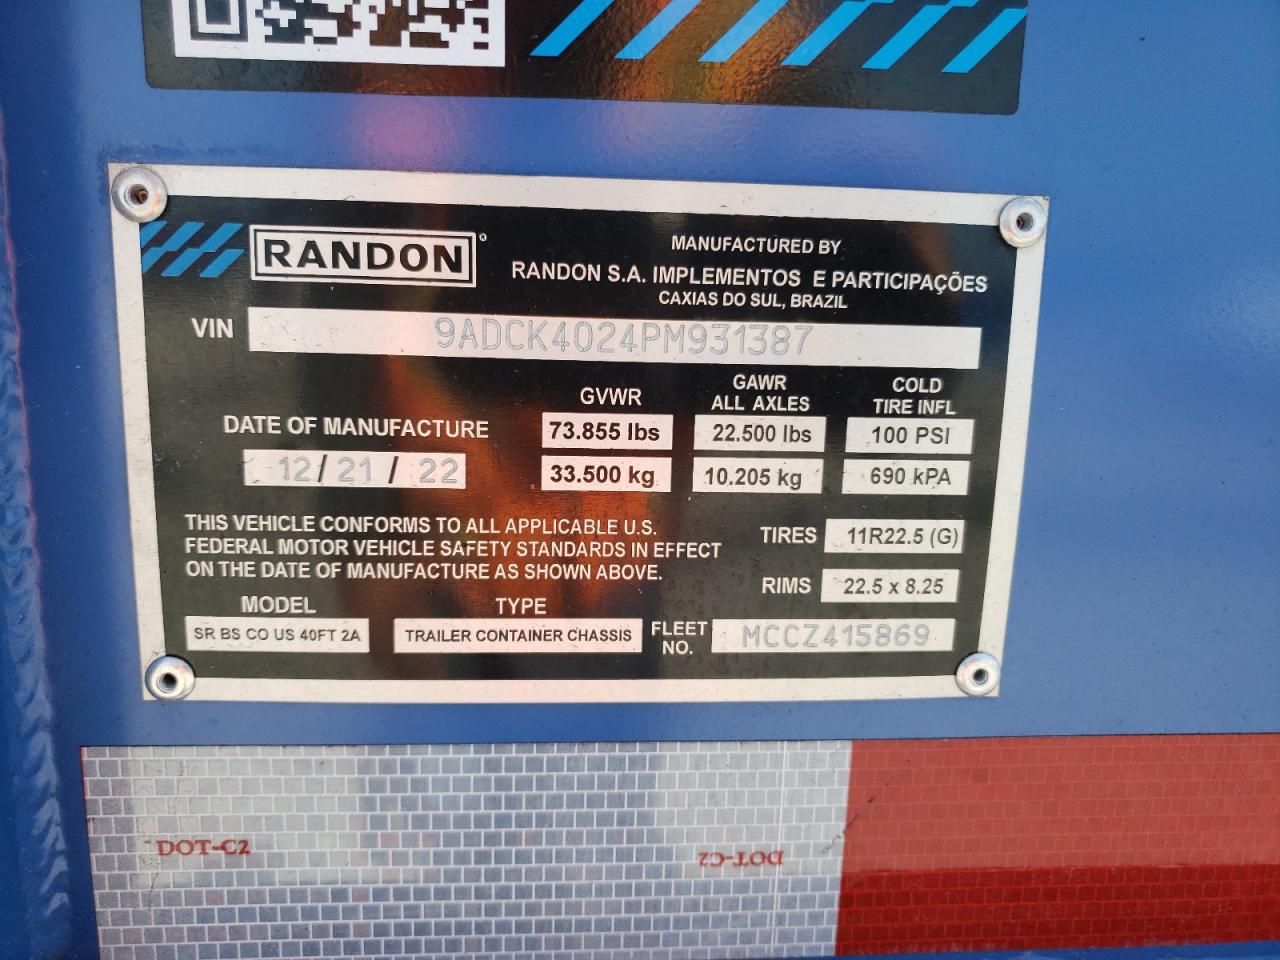 RANDON
MANUFACTURED BY
RANDON S.A. IMPLEMENTOS E PARTICIPAÇÕES
CAXIAS DO SUL, BRAZIL
VIN 9ADCK4024PM931387
GVWR
GAWR
ALL AXLES
COLD
TIRE INFL
DATE OF MANUFACTURE
73.855 lbs 22.500 lbs 100 PSI
12/21/22
33.500 kg 10.205 kg 690 kPA
THIS VEHICLE CONFORMS TO ALL APPLICABLE U.S.
FEDERAL MOTOR VEHICLE SAFETY STANDARDS IN EFFECT
ON THE DATE OF MANUFACTURE AS SHOWN ABOVE.
TIRES 11R22.5 (G)
RIMS 22.5 x 8.25
MODEL
SR BS CO US 40FT 2A
TYPE
TRAILER CONTAINER CHASSIS
FLEET
NO.
MCCZ415869
DOT-C2
DOT-C2